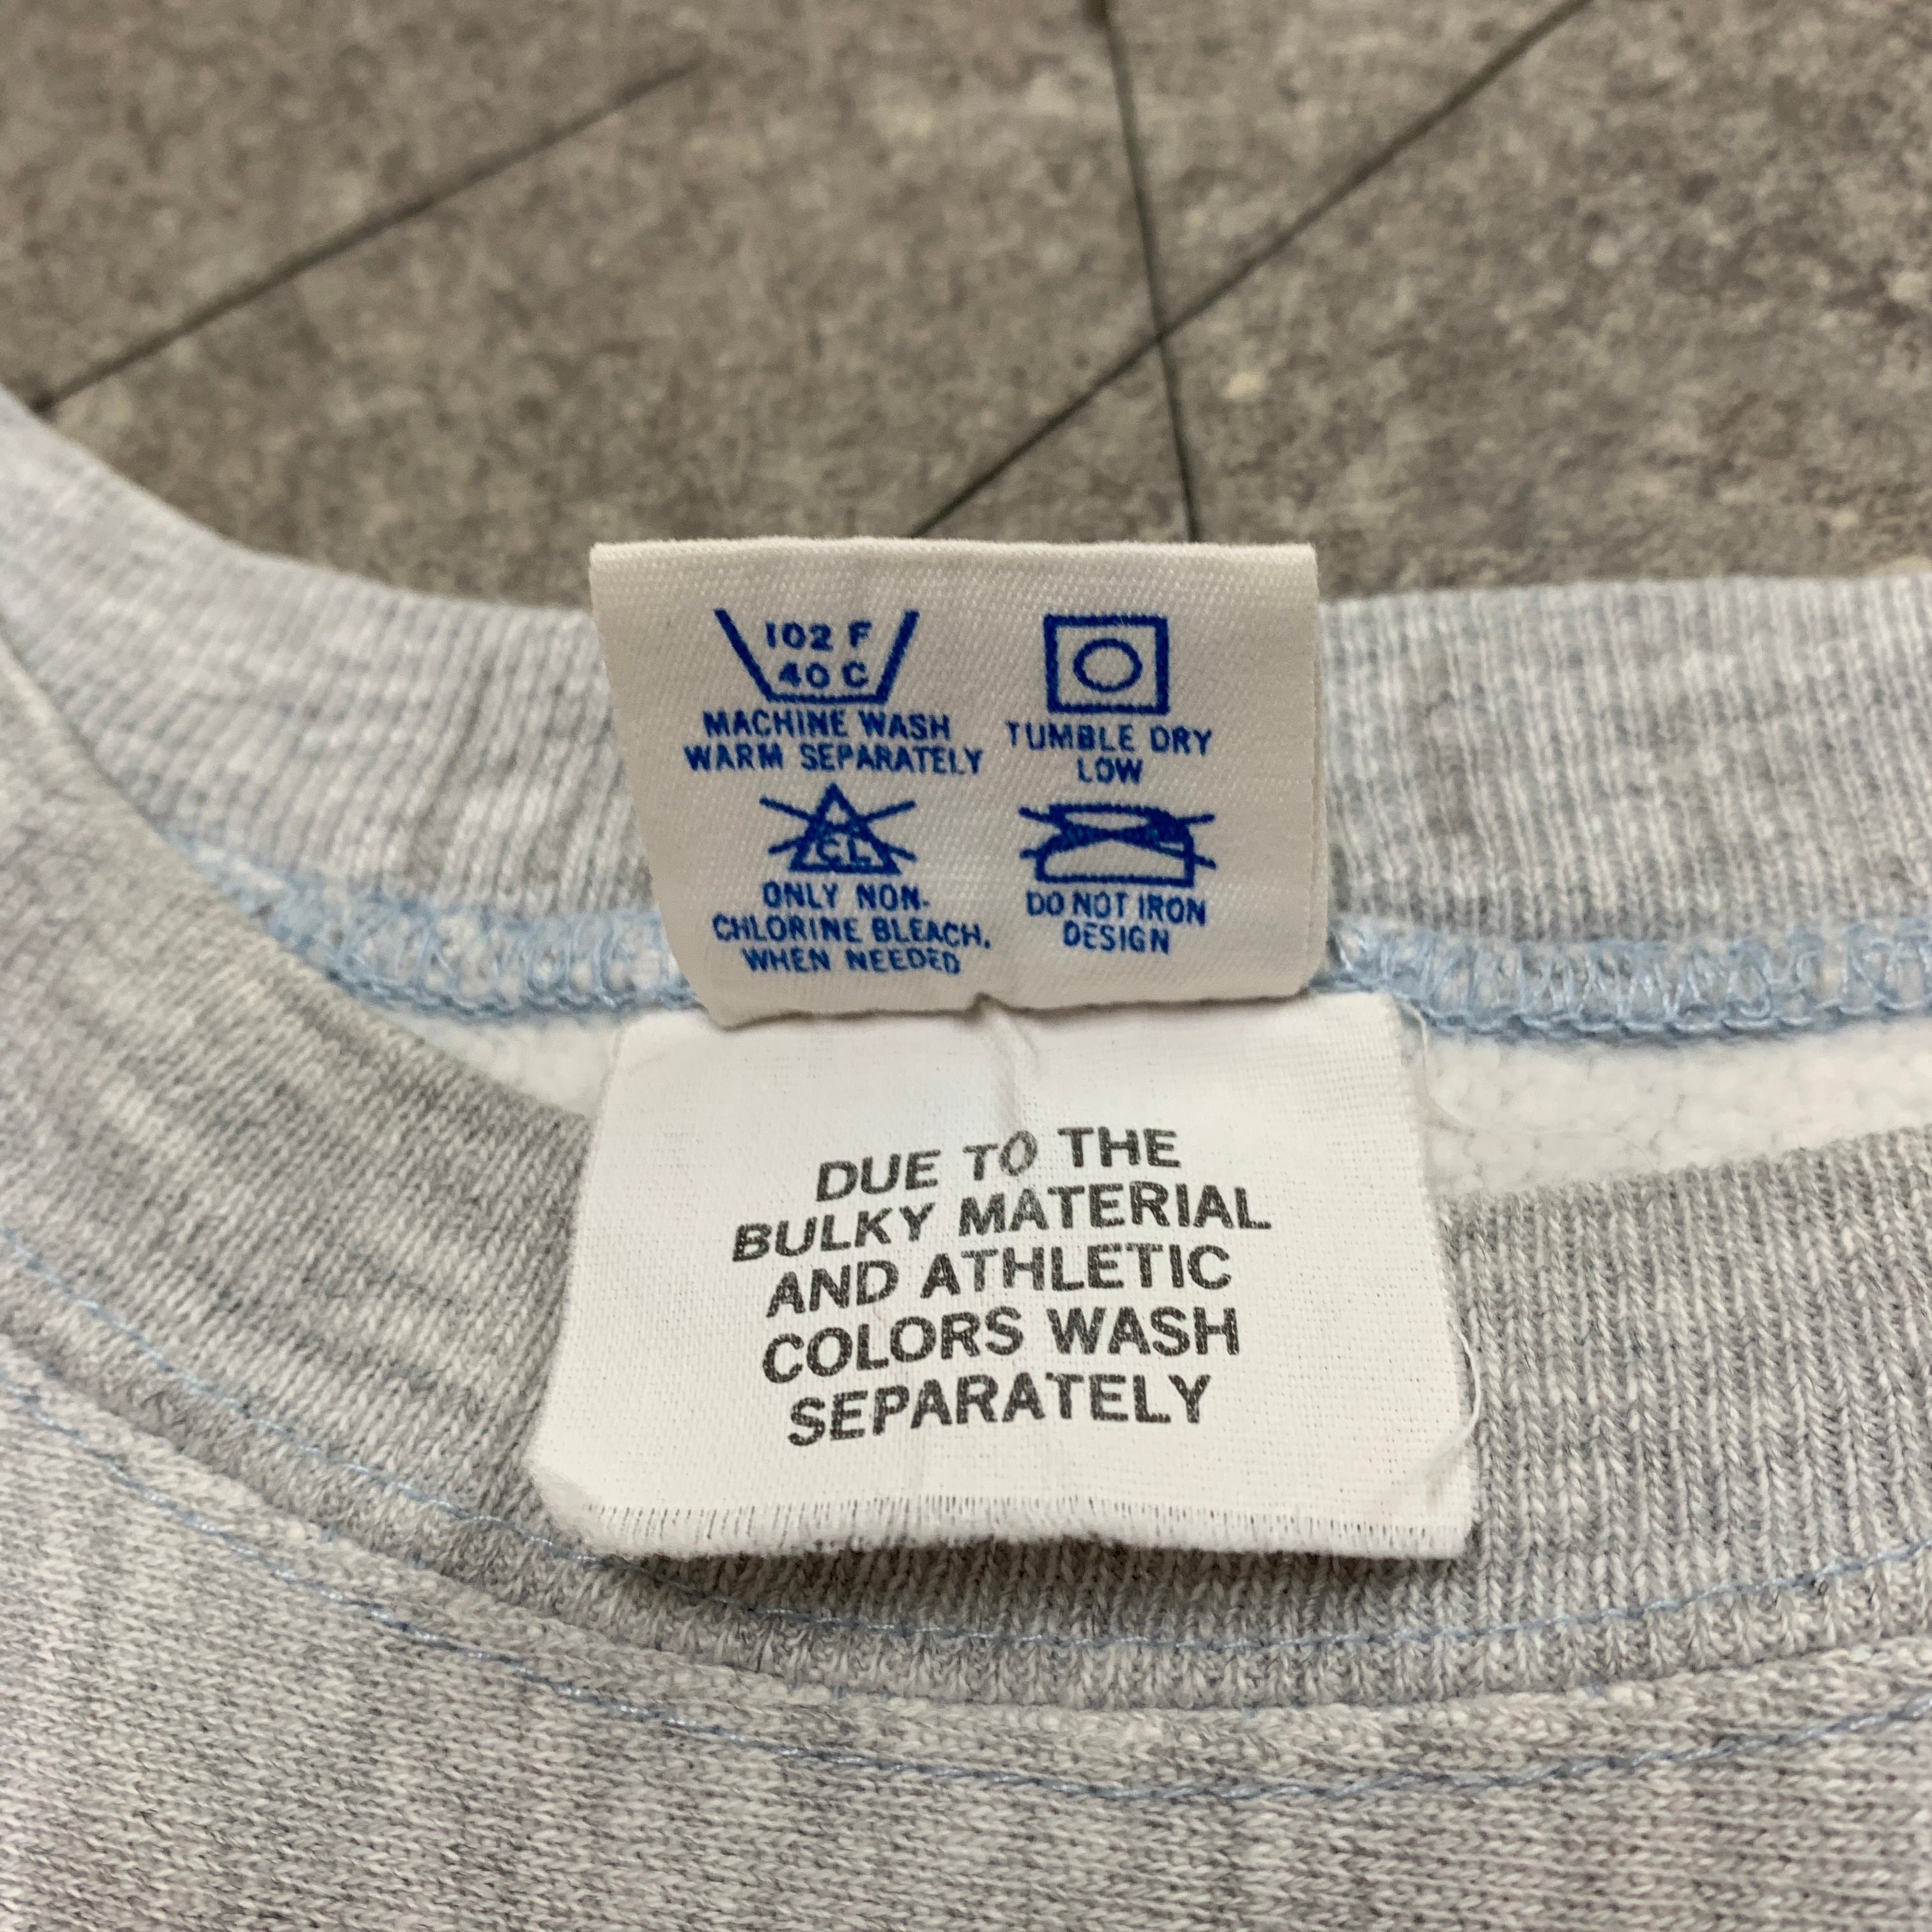 102 F
40 C
MACHINE WASH
WARM SEPARATELY
TUMBLE DRY
LOW
CL
ONLY NON-
CHLORINE BLEACH,
WHEN NEEDED
DO NOT IRON
DESIGN
DUE TO THE
BULKY MATERIAL
AND ATHLETIC
COLORS WASH
SEPARATELY